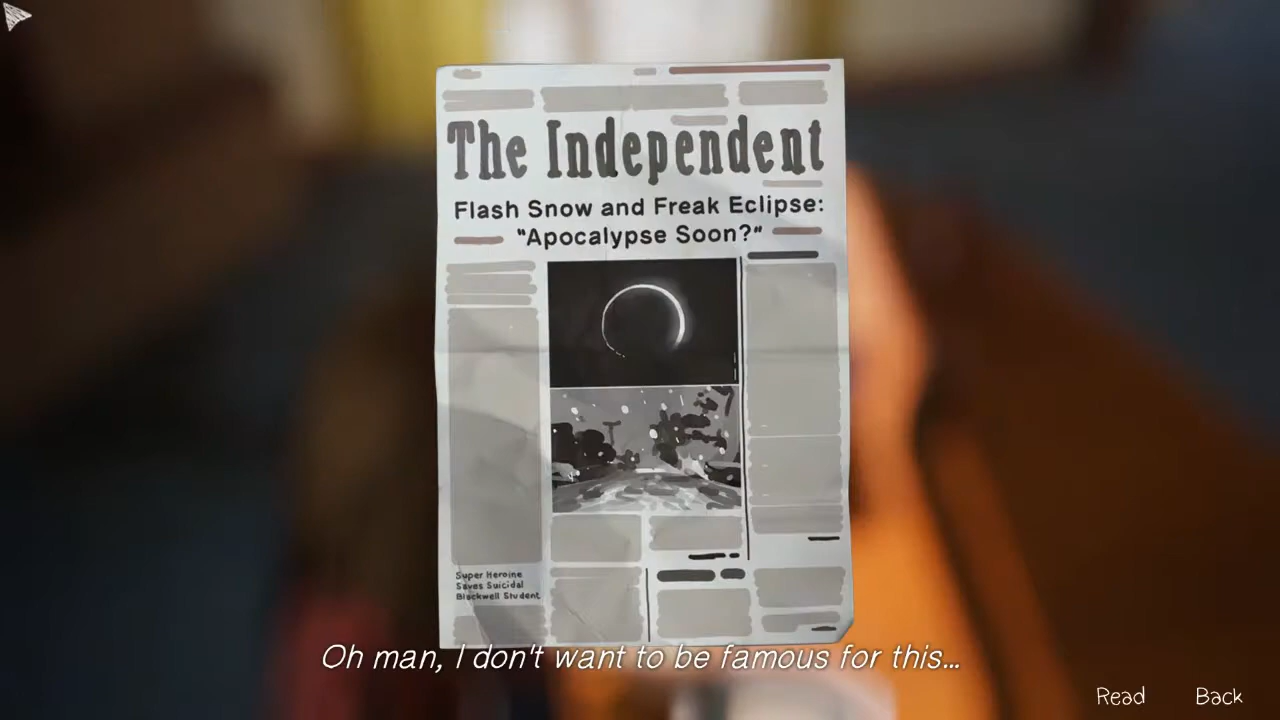 The Independent
Flash Snow and Freak Eclipse:
"Apocalypse Soon?"
Super Heroine
Saves Suicidal
Blackwell Student
Oh man, I don't want to be famous for this...
Read Back